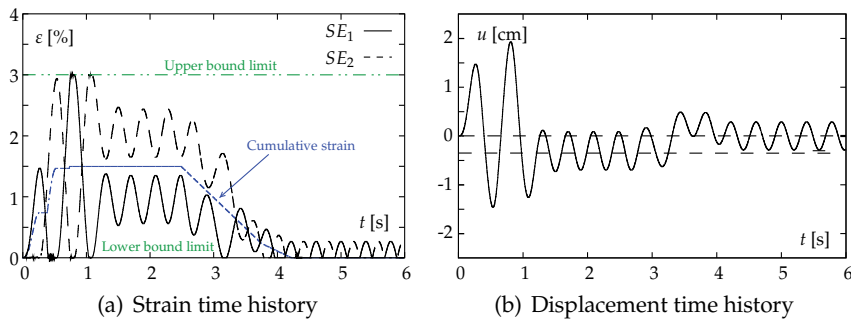 ε [%]
SE1
SE2
Upper bound limit
Cumulative strain
Lower bound limit
t [s]
4
3
2
1
0
0 1 2 3 4 5 6
(a) Strain time history
u [cm]
2
1
0
-1
-2
t [s]
0 1 2 3 4 5 6
(b) Displacement time history